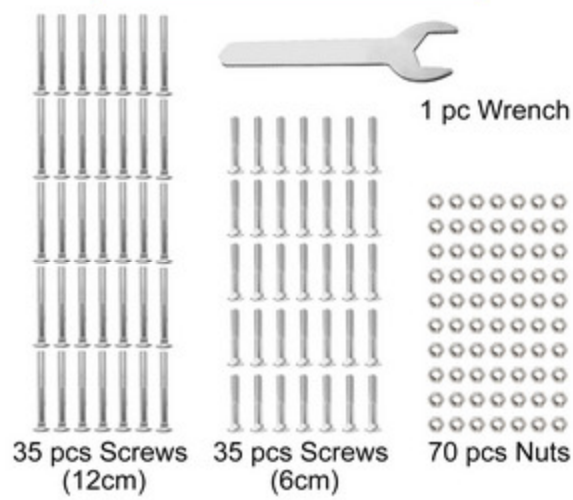 1 pc Wrench
35 pcs Screws
(12cm)
35 pcs Screws
(6cm)
70 pcs Nuts